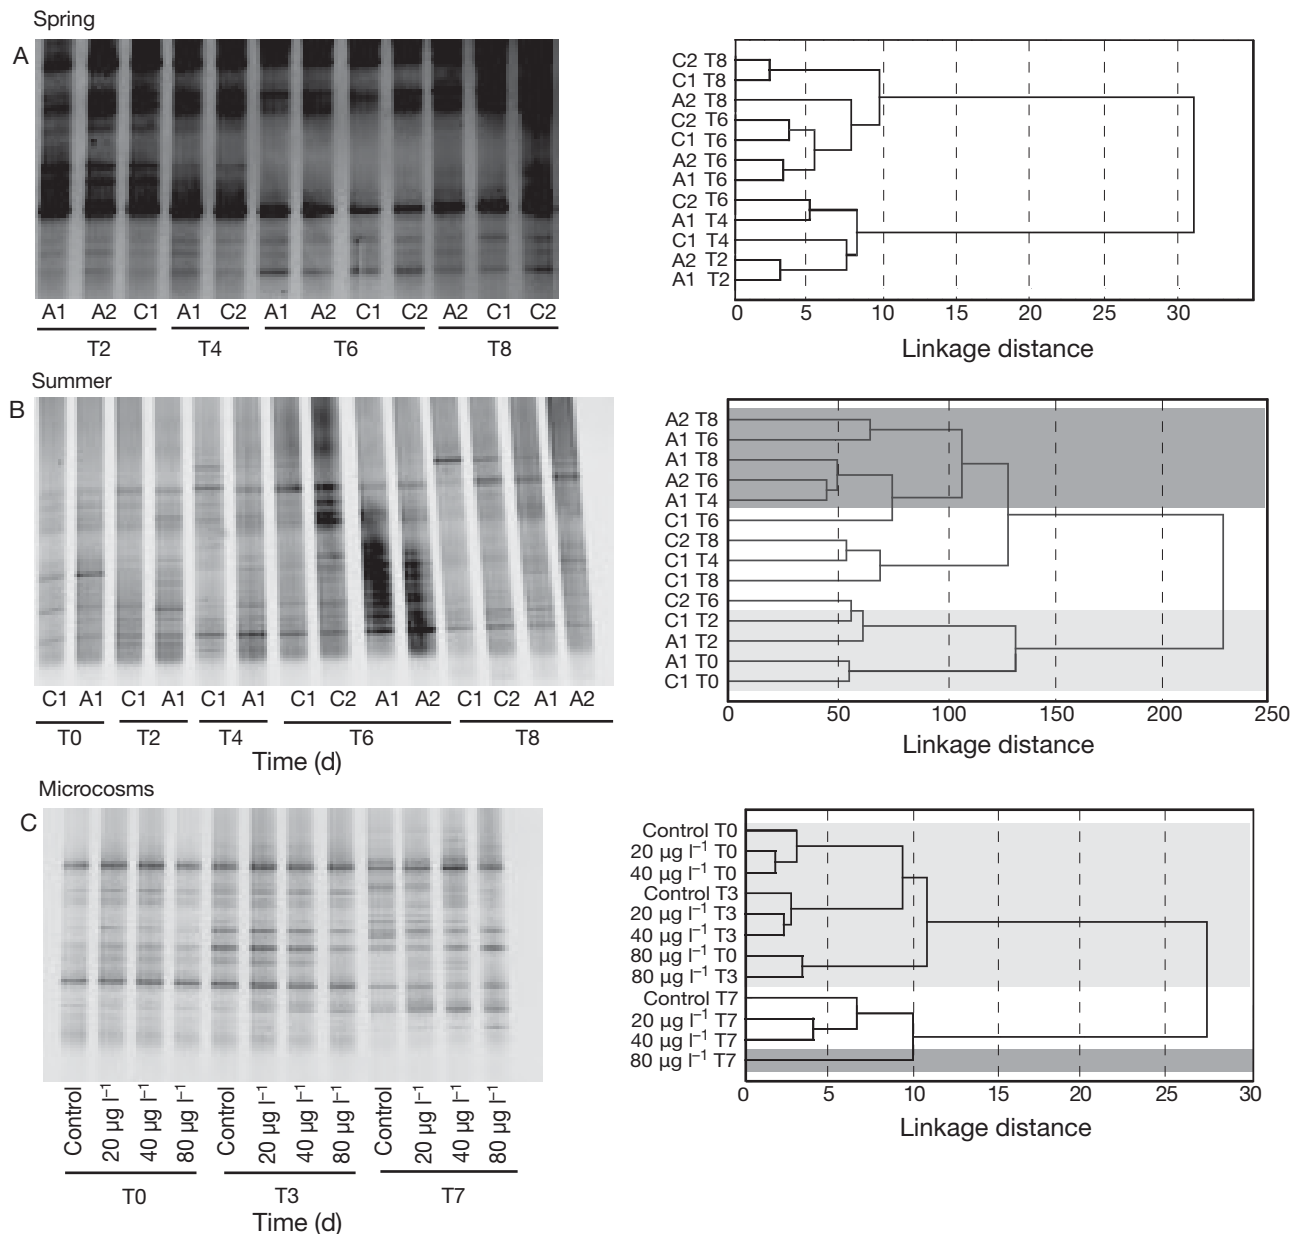 Spring
A
A1 A2 C1 A1 C2 A1 A2 C1 C2 A2 C1 C2
T2 T4 T6 T8
C2 T8
C1 T8
A2 T8
C2 T6
C1 T6
A2 T6
A1 T6
C2 T6
A1 T4
C1 T4
A2 T2
A1 T2
0 5 10 15 20 25 30
Linkage distance
Summer
B
C1 A1 C1 A1 C1 A1 C1 C2 A1 A2 C1 C2 A1 A2
T0 T2 T4 T6 T8
Time (d)
A2 T8
A1 T6
A1 T8
A2 T6
A1 T4
C1 T6
C2 T8
C1 T4
C1 T8
C2 T6
C1 T2
A1 T2
A1 T0
C1 T0
0 50 100 150 200 250
Linkage distance
Microcosms
C
Control 20 µg l⁻¹ 40 µg l⁻¹ 80 µg l⁻¹ Control 20 µg l⁻¹ 40 µg l⁻¹ 80 µg l⁻¹ Control 20 µg l⁻¹ 40 µg l⁻¹ 80 µg l⁻¹
T0 T3 T7
Time (d)
Control T0
20 µg l⁻¹ T0
40 µg l⁻¹ T0
Control T3
20 µg l⁻¹ T3
40 µg l⁻¹ T3
80 µg l⁻¹ T0
80 µg l⁻¹ T3
Control T7
20 µg l⁻¹ T7
40 µg l⁻¹ T7
80 µg l⁻¹ T7
0 5 10 15 20 25 30
Linkage distance